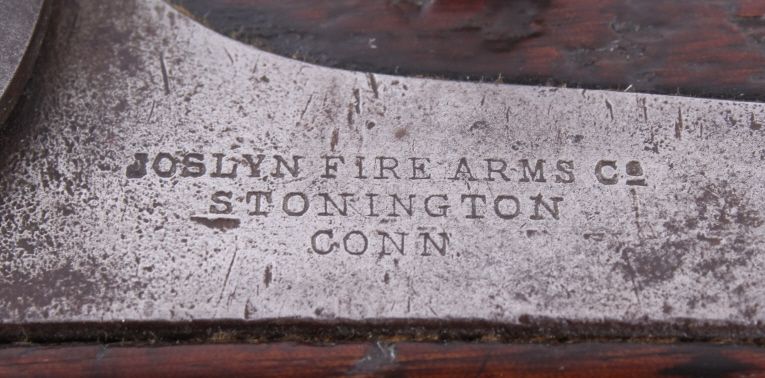 JOSLYN FIRE ARMS Co
STONINGTON
CONN.